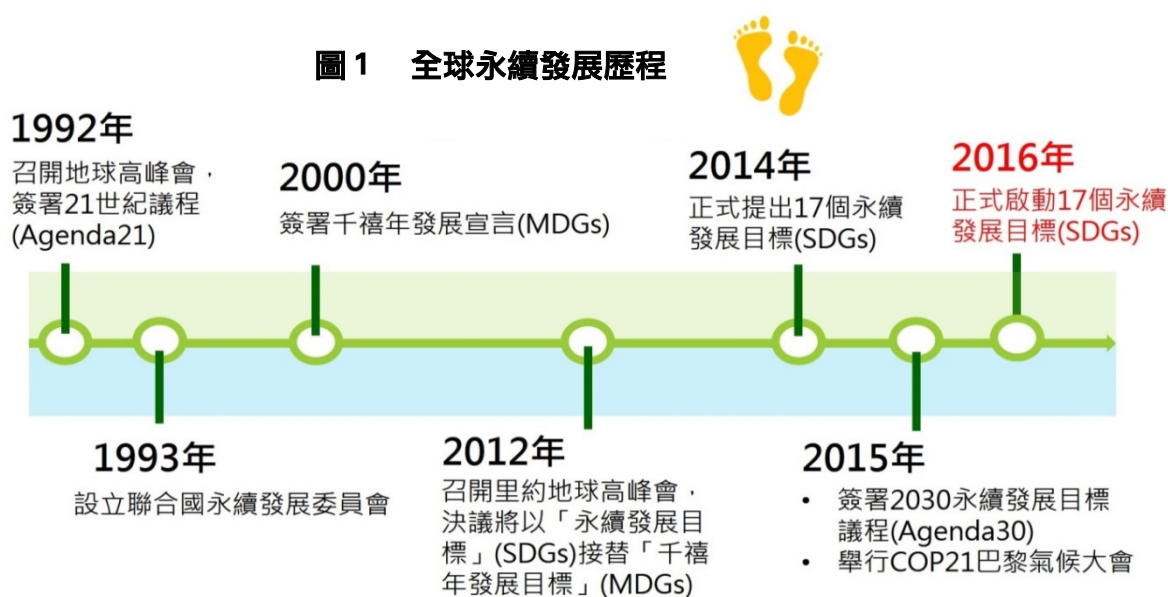 圖1 全球永續發展歷程
1992年
召開地球高峰會，
簽署21世紀議程
(Agenda21)
2000年
簽署千禧年發展宣言(MDGs)
2014年
正式提出17個永續
發展目標(SDGs)
2016年
正式啟動17個永續
發展目標(SDGs)
1993年
設立聯合國永續發展委員會
2012年
召開里約地球高峰會，
決議將以「永續發展目
標」(SDGs)接替「千禧
年發展目標」(MDGs)
2015年
• 簽署2030永續發展目標
議程(Agenda30)
• 舉行COP21巴黎氣候大會